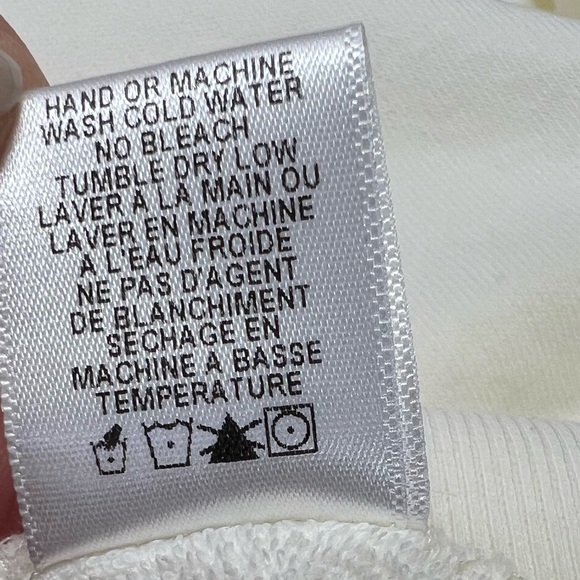 HAND OR MACHINE
WASH COLD WATER
NO BLEACH
TUMBLE DRY LOW
LAVER À LA MAIN OU
LAVER EN MACHINE
A L'EAU FROIDE
NE PAS D'AGENT
DE BLANCHIMENT
SÉCHAGE EN
MACHINE A BASSE
TEMPERATURE